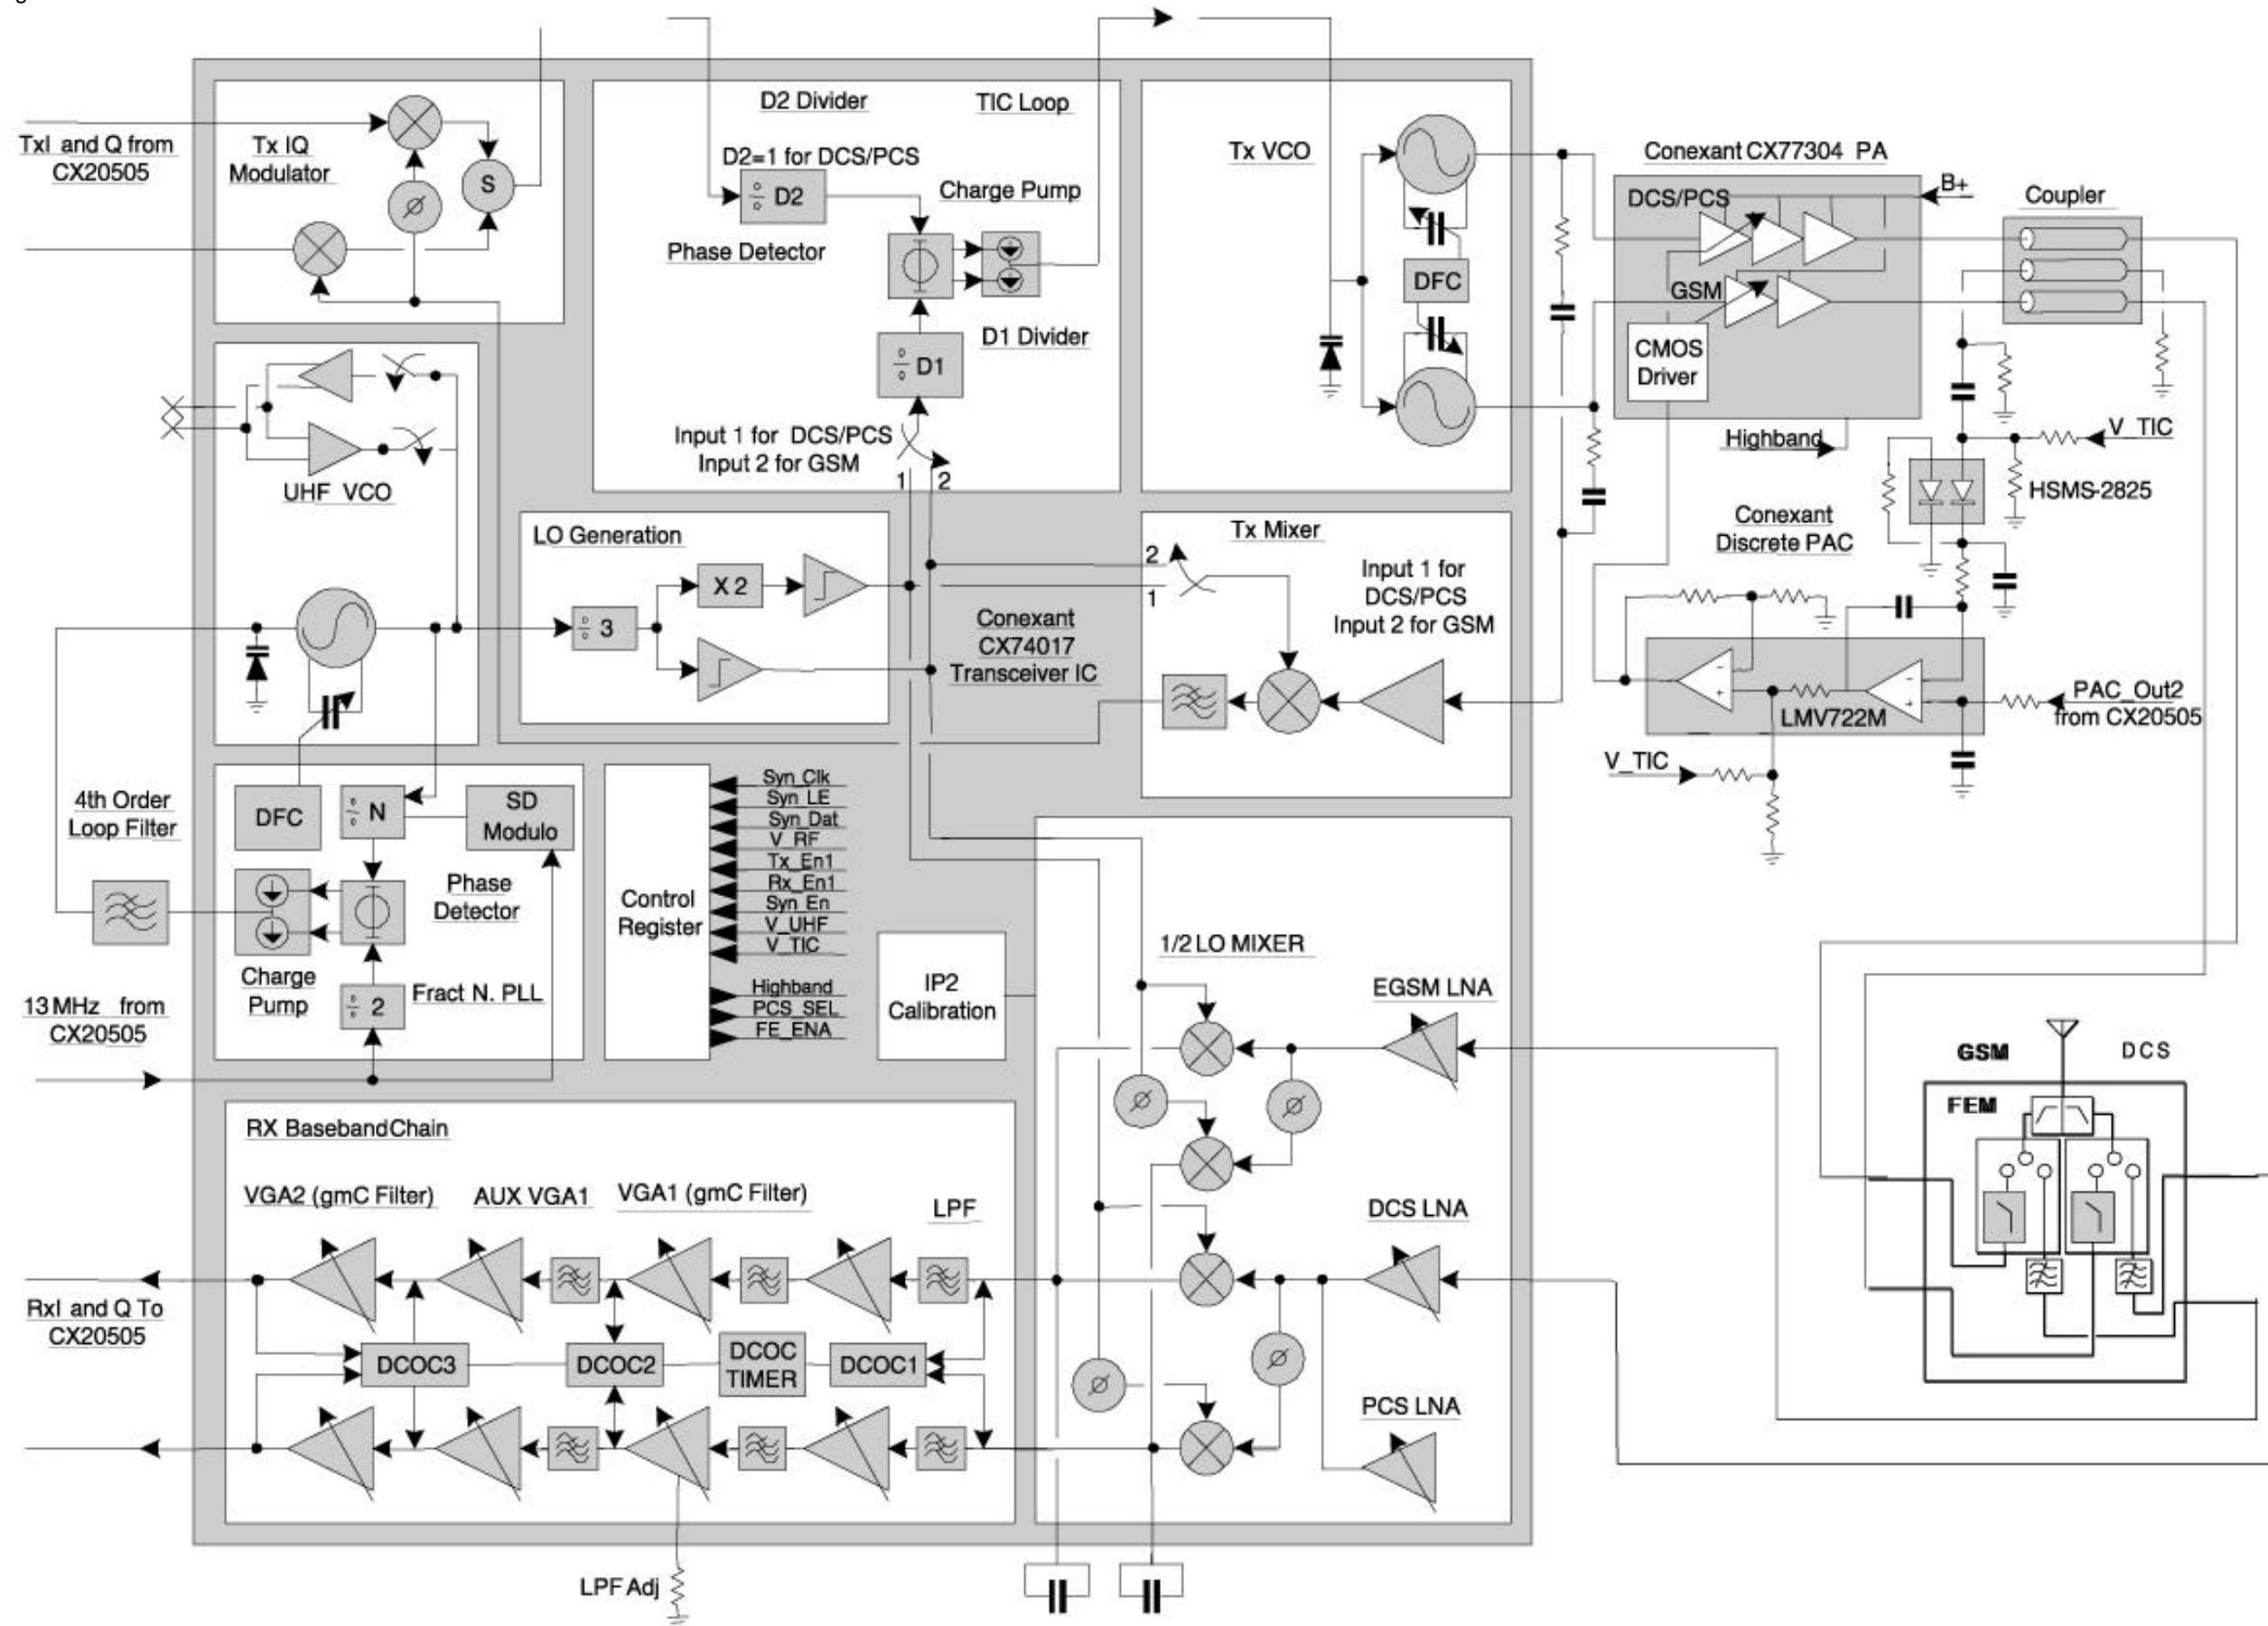 TxI and Q from
CX20505
Tx IQ
Modulator
S
D2 Divider
TIC Loop
D2=1 for DCS/PCS
D2
Charge Pump
Phase Detector
D1 Divider
D1
Input 1 for DCS/PCS
Input 2 for GSM
1
2
Tx VCO
DFC
Conexant CX77304 PA
DCS/PCS
B+
GSM
CMOS
Driver
Highband
Coupler
V_TIC
HSMS-2825
Conexant
Discrete PAC
LMV722M
PAC_Out2
from CX20505
V_TIC
UHF VCO
LO Generation
X 2
÷ 3
Conexant
CX74017
Transceiver IC
Tx Mixer
2
1
Input 1 for
DCS/PCS
Input 2 for GSM
4th Order
Loop Filter
DFC
÷ N
SD
Modulo
Phase
Detector
Charge
Pump
÷ 2
Fract N. PLL
13 MHz from
CX20505
Control
Register
Syn_Clk
Syn_LE
Syn_Dat
V_RF
Tx_En1
Rx_En1
Syn_En
V_UHF
V_TIC
Highband
PCS_SEL
FE_ENA
IP2
Calibration
1/2 LO MIXER
EGSM LNA
DCS LNA
PCS LNA
GSM
DCS
FEM
RX Baseband Chain
VGA2 (gmC Filter)
AUX VGA1
VGA1 (gmC Filter)
LPF
RxI and Q To
CX20505
DCOC3
DCOC2
DCOC
TIMER
DCOC1
LPF Adj